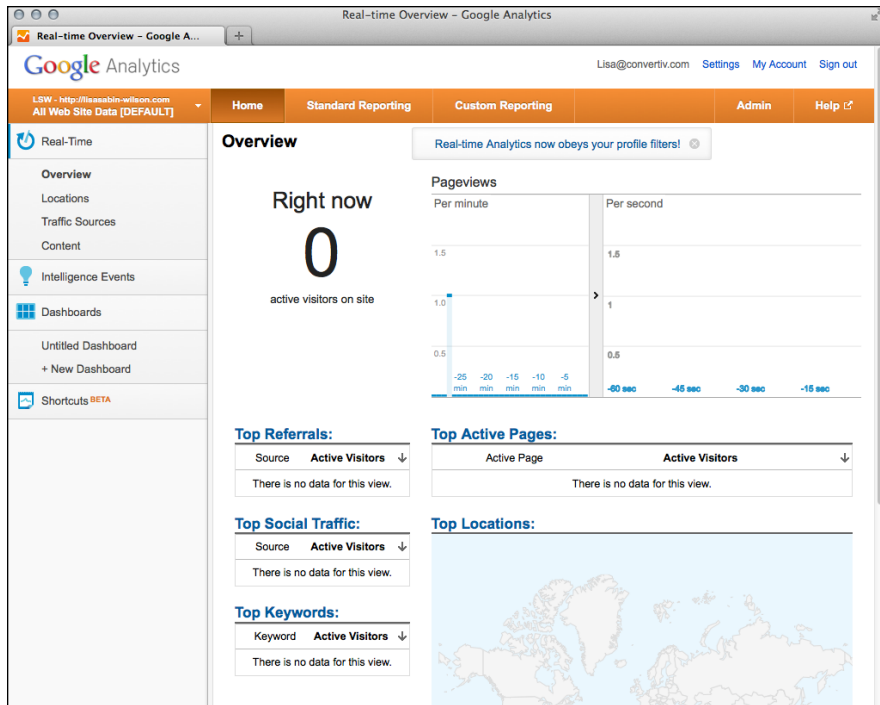 Real-time Overview – Google Analytics
Real-time Overview – Google A...
Google Analytics
Lisa@convertiv.com Settings My Account Sign out
LSW - http://lisasabin-wilson.com
All Web Site Data [DEFAULT]
Home Standard Reporting Custom Reporting Admin Help
Real-Time
Overview
Locations
Traffic Sources
Content
Intelligence Events
Dashboards
Untitled Dashboard
+ New Dashboard
Shortcuts BETA
Overview
Real-time Analytics now obeys your profile filters!
Right now
0
active visitors on site
Pageviews
Per minute
1.5
1.0
0.5
-25 min -20 min -15 min -10 min -5 min
Per second
1.5
1
0.5
-60 sec -45 sec -30 sec -15 sec
Top Referrals:
Source Active Visitors
There is no data for this view.
Top Active Pages:
Active Page Active Visitors
There is no data for this view.
Top Social Traffic:
Source Active Visitors
There is no data for this view.
Top Locations:
Top Keywords:
Keyword Active Visitors
There is no data for this view.